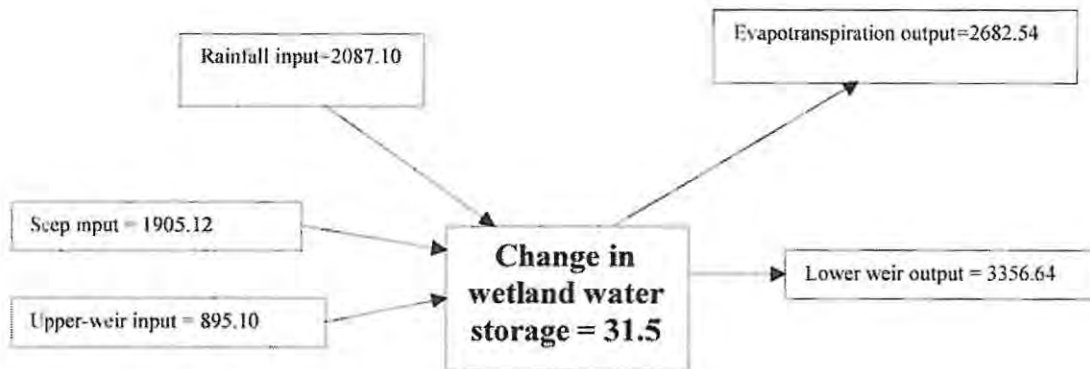 Rainfall input=2087.10
Evapotranspiration output=2682.54
Seep input = 1905.12
Change in
wetland water
storage = 31.5
Lower weir output = 3356.64
Upper-weir input = 895.10